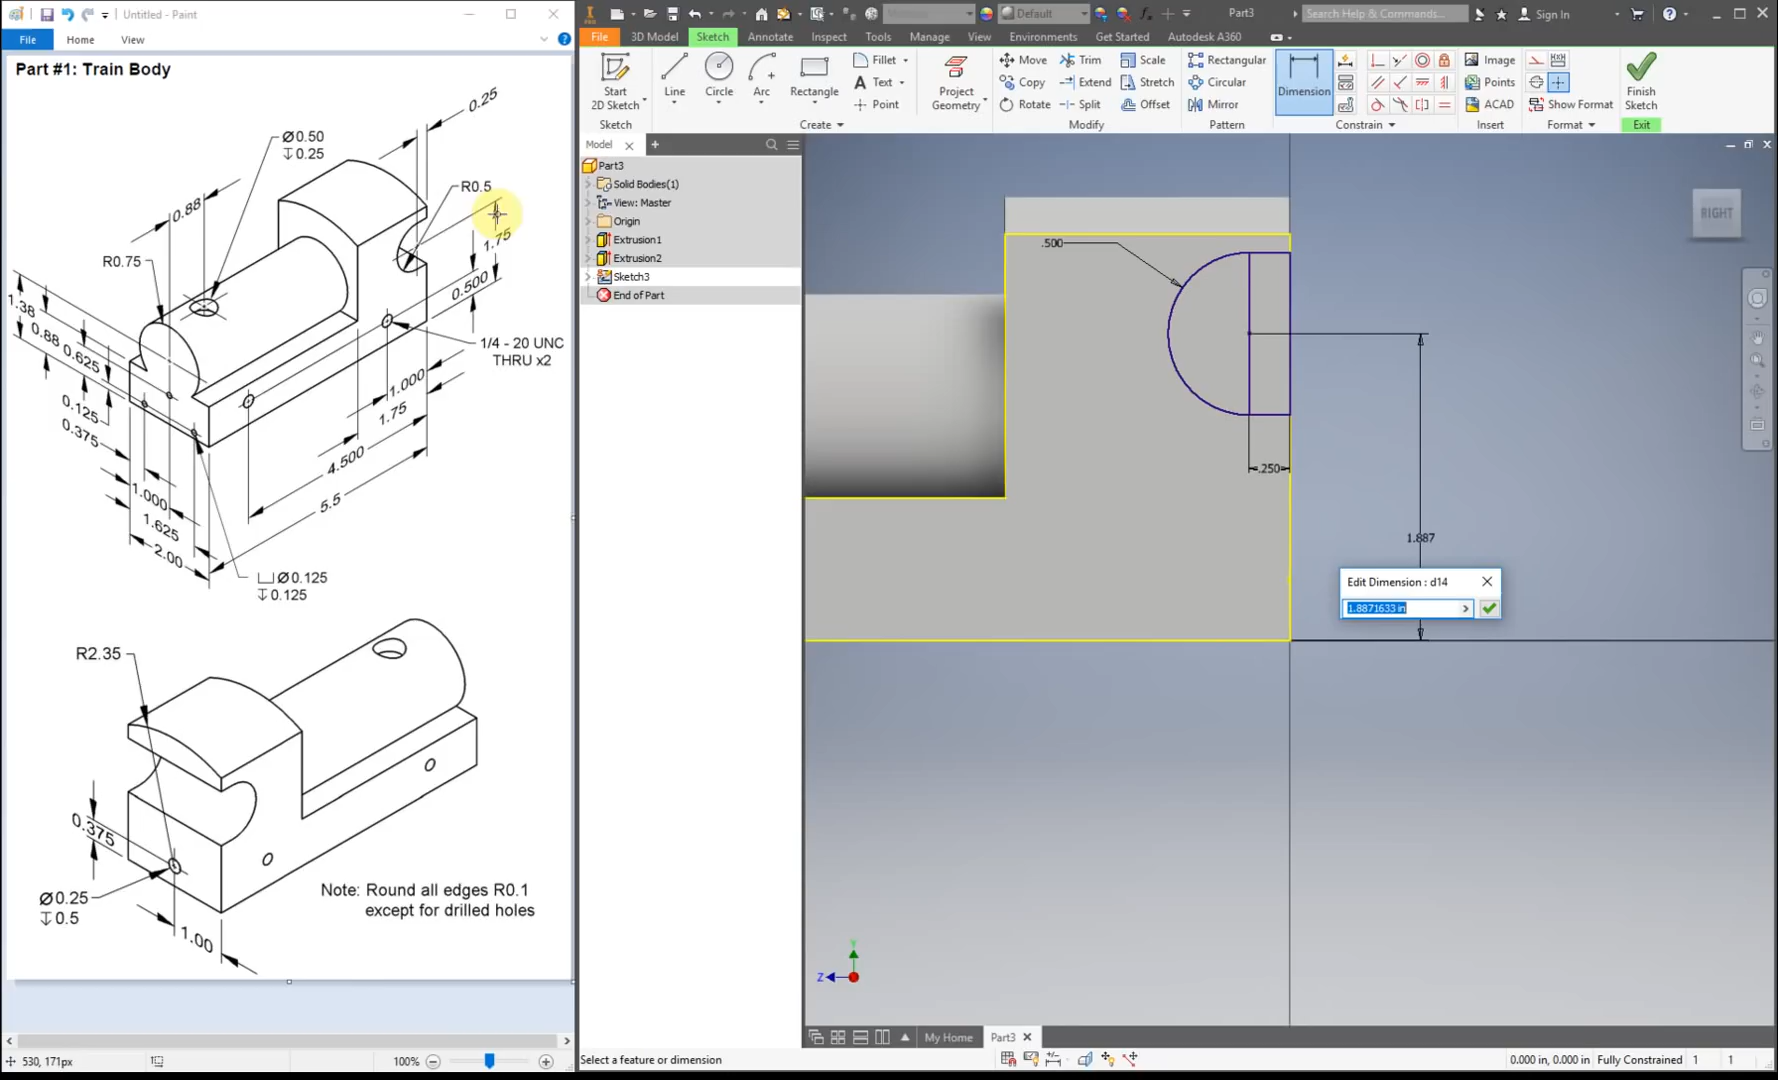 Untitled - Paint
File
Home
View
Part #1: Train Body
0.25
Ø0.50
↧0.25
R0.5
0.88
1.75
R0.75
0.500
1.38
0.88
0.625
1/4 - 20 UNC
THRU x2
1.000
0.125
1.75
0.375
4.500
1.000
5.5
1.625
2.00
⌴Ø0.125
↧0.125
R2.35
0.375
Ø0.25
↧0.5
1.00
Note: Round all edges R0.1
except for drilled holes
530, 171px
100%
Default
Part3
Search Help & Commands...
Sign In
File
3D Model
Sketch
Annotate
Inspect
Tools
Manage
View
Environments
Get Started
Autodesk A360
Start
2D Sketch
Line
Circle
Arc
Rectangle
Fillet
Text
Point
Project
Geometry
Move
Copy
Rotate
Trim
Extend
Split
Scale
Stretch
Offset
Rectangular
Circular
Mirror
Dimension
Image
Points
ACAD
Show Format
Finish
Sketch
Sketch
Create
Modify
Pattern
Constrain
Insert
Format
Exit
Model
Part3
Solid Bodies(1)
View: Master
Origin
Extrusion1
Extrusion2
Sketch3
End of Part
RIGHT
.500
.250
1.887
Edit Dimension : d14
1.8871633 in
Y
Z
My Home
Part3
Select a feature or dimension
0.000 in, 0.000 in
Fully Constrained
1
1